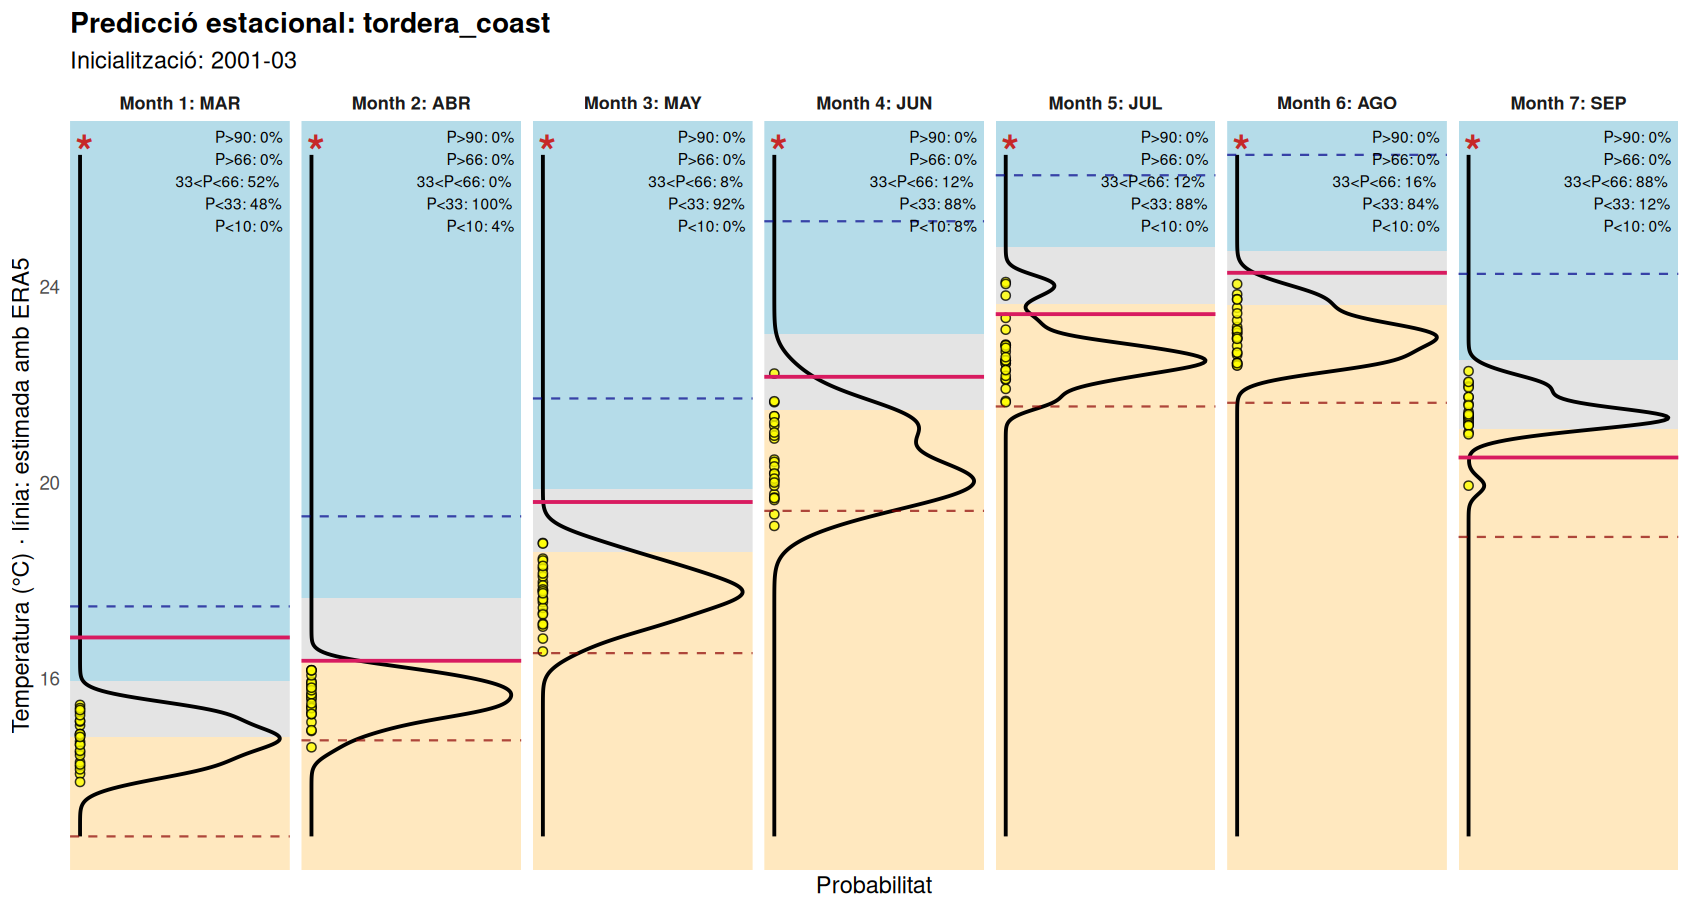 Predicció estacional: tordera_coast
Inicialització: 2001-03
Month 1: MAR
Month 2: ABR
Month 3: MAY
Month 4: JUN
Month 5: JUL
Month 6: AGO
Month 7: SEP
P>90: 0%
P>66: 0%
33<P<66: 52%
P<33: 48%
P<10: 0%
P>90: 0%
P>66: 0%
33<P<66: 0%
P<33: 100%
P<10: 4%
P>90: 0%
P>66: 0%
33<P<66: 8%
P<33: 92%
P<10: 0%
P>90: 0%
P>66: 0%
33<P<66: 12%
P<33: 88%
P<10: 8%
P>90: 0%
P>66: 0%
33<P<66: 12%
P<33: 88%
P<10: 0%
P>90: 0%
P>66: 0%
33<P<66: 16%
P<33: 84%
P<10: 0%
P>90: 0%
P>66: 0%
33<P<66: 88%
P<33: 12%
P<10: 0%
Temperatura (°C) · línia: estimada amb ERA5
24
20
16
Probabilitat